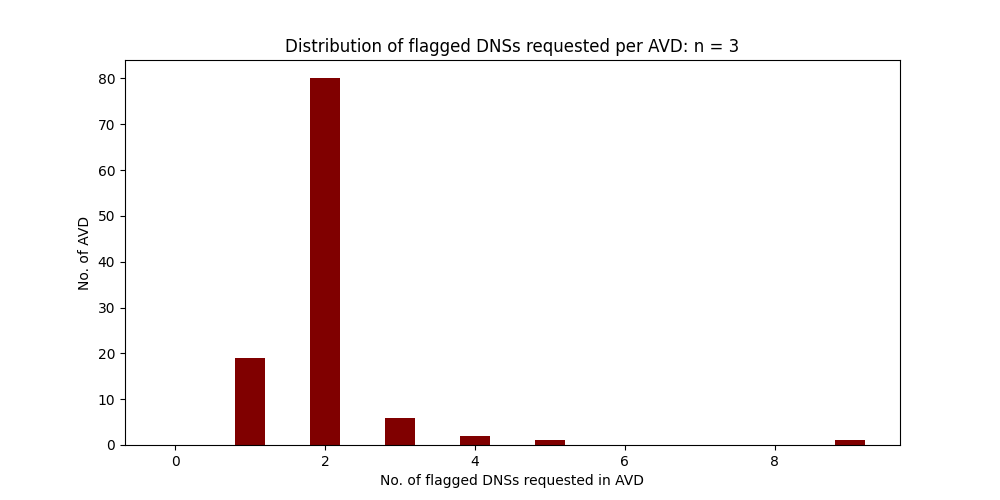 Distribution of flagged DNSs requested per AVD: n = 3
No. of AVD
80
70
60
50
40
30
20
10
0
0 2 4 6 8
No. of flagged DNSs requested in AVD